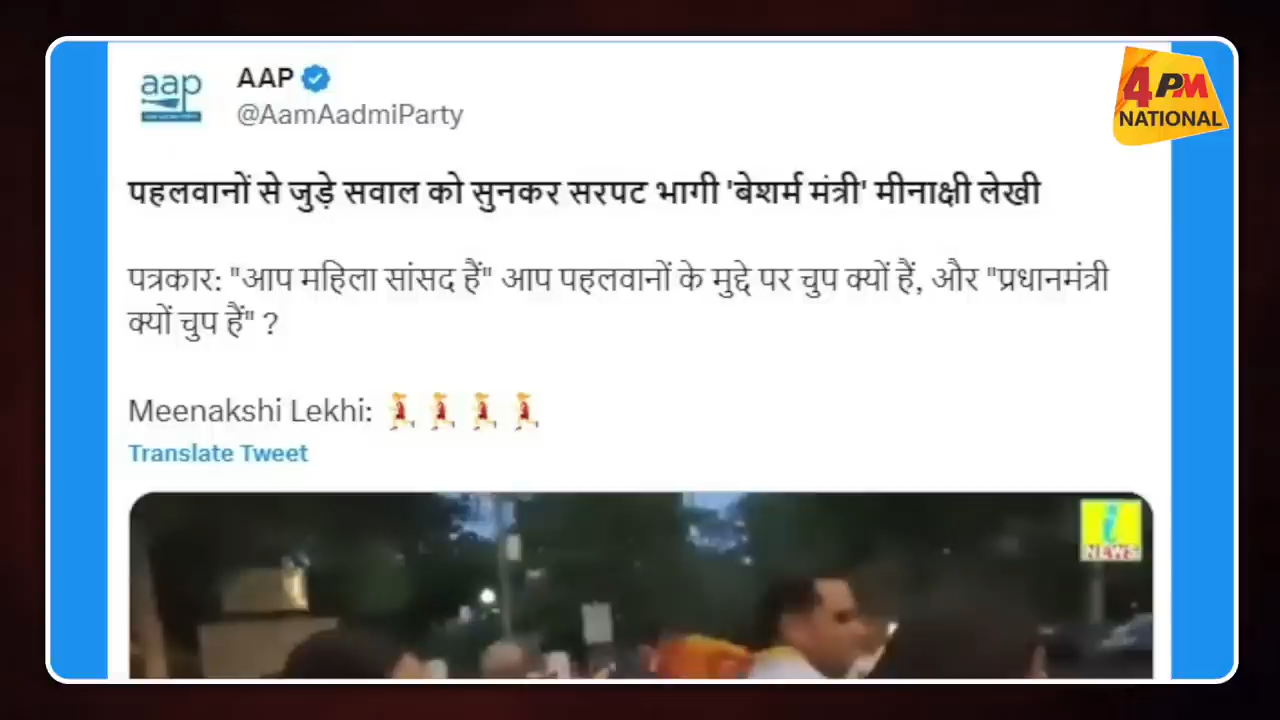 aap
AAP
@AamAadmiParty
4PM
NATIONAL
पहलवानों से जुड़े सवाल को सुनकर सरपट भागी 'बेशर्म मंत्री' मीनाक्षी लेखी
पत्रकार: "आप महिला सांसद हैं" आप पहलवानों के मुद्दे पर चुप क्यों हैं, और "प्रधानमंत्री
क्यों चुप हैं" ?
Meenakshi Lekhi:
Translate Tweet
i
NEWS